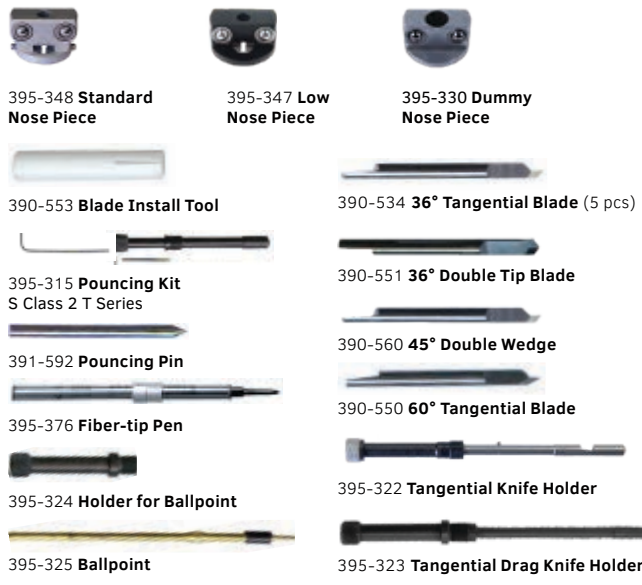 395-348 Standard
Nose Piece
395-347 Low
Nose Piece
395-330 Dummy
Nose Piece
390-553 Blade Install Tool
395-315 Pouncing Kit
S Class 2 T Series
391-592 Pouncing Pin
395-376 Fiber-tip Pen
395-324 Holder for Ballpoint
395-325 Ballpoint
390-534 36° Tangential Blade (5 pcs)
390-551 36° Double Tip Blade
390-560 45° Double Wedge
390-550 60° Tangential Blade
395-322 Tangential Knife Holder
395-323 Tangential Drag Knife Holder